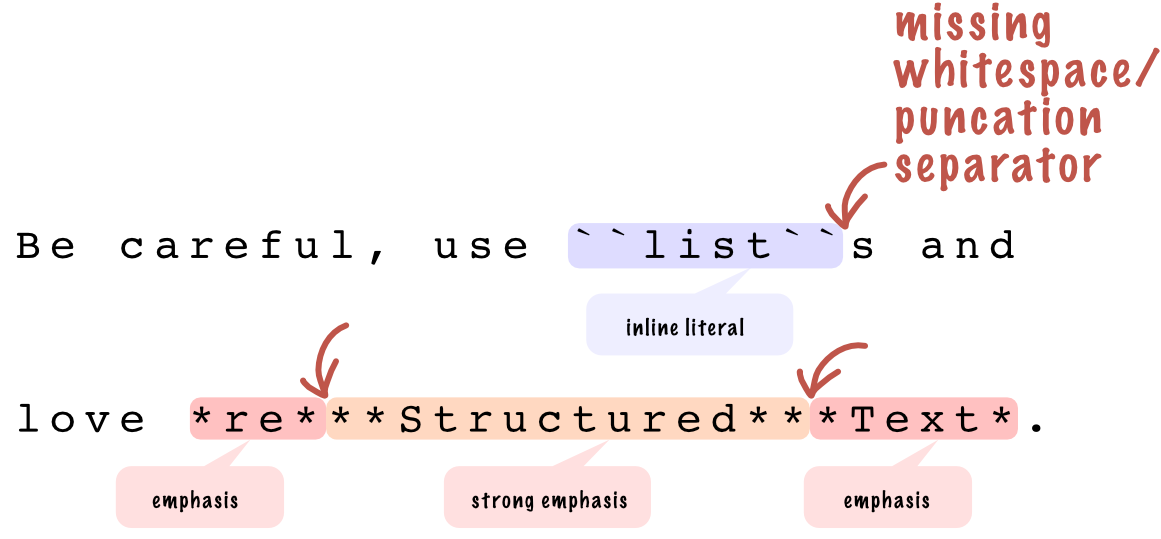 missing
whitespace/
puncation
separator
Be careful, use ``list``s and
inline literal
love *re***Structured***Text*.
emphasis
strong emphasis
emphasis